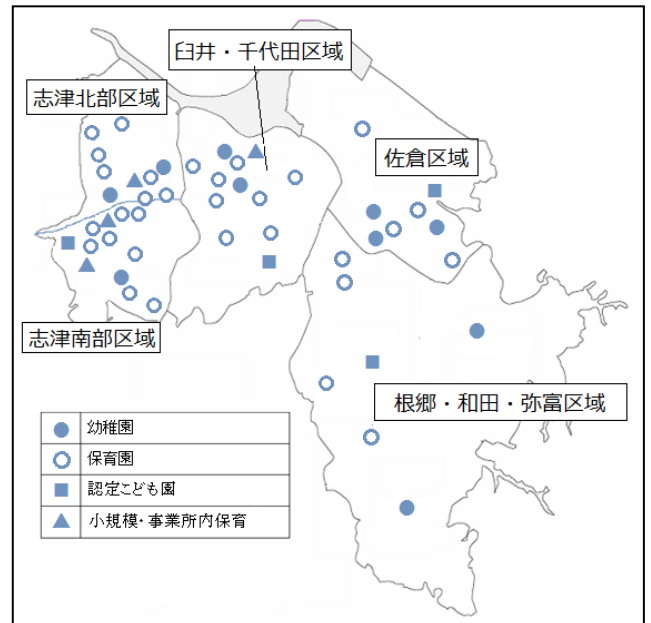 臼井・千代田区域
志津北部区域
佐倉区域
志津南部区域
根郷・和田・弥富区域
幼稚園
保育園
認定こども園
小規模・事業所内保育